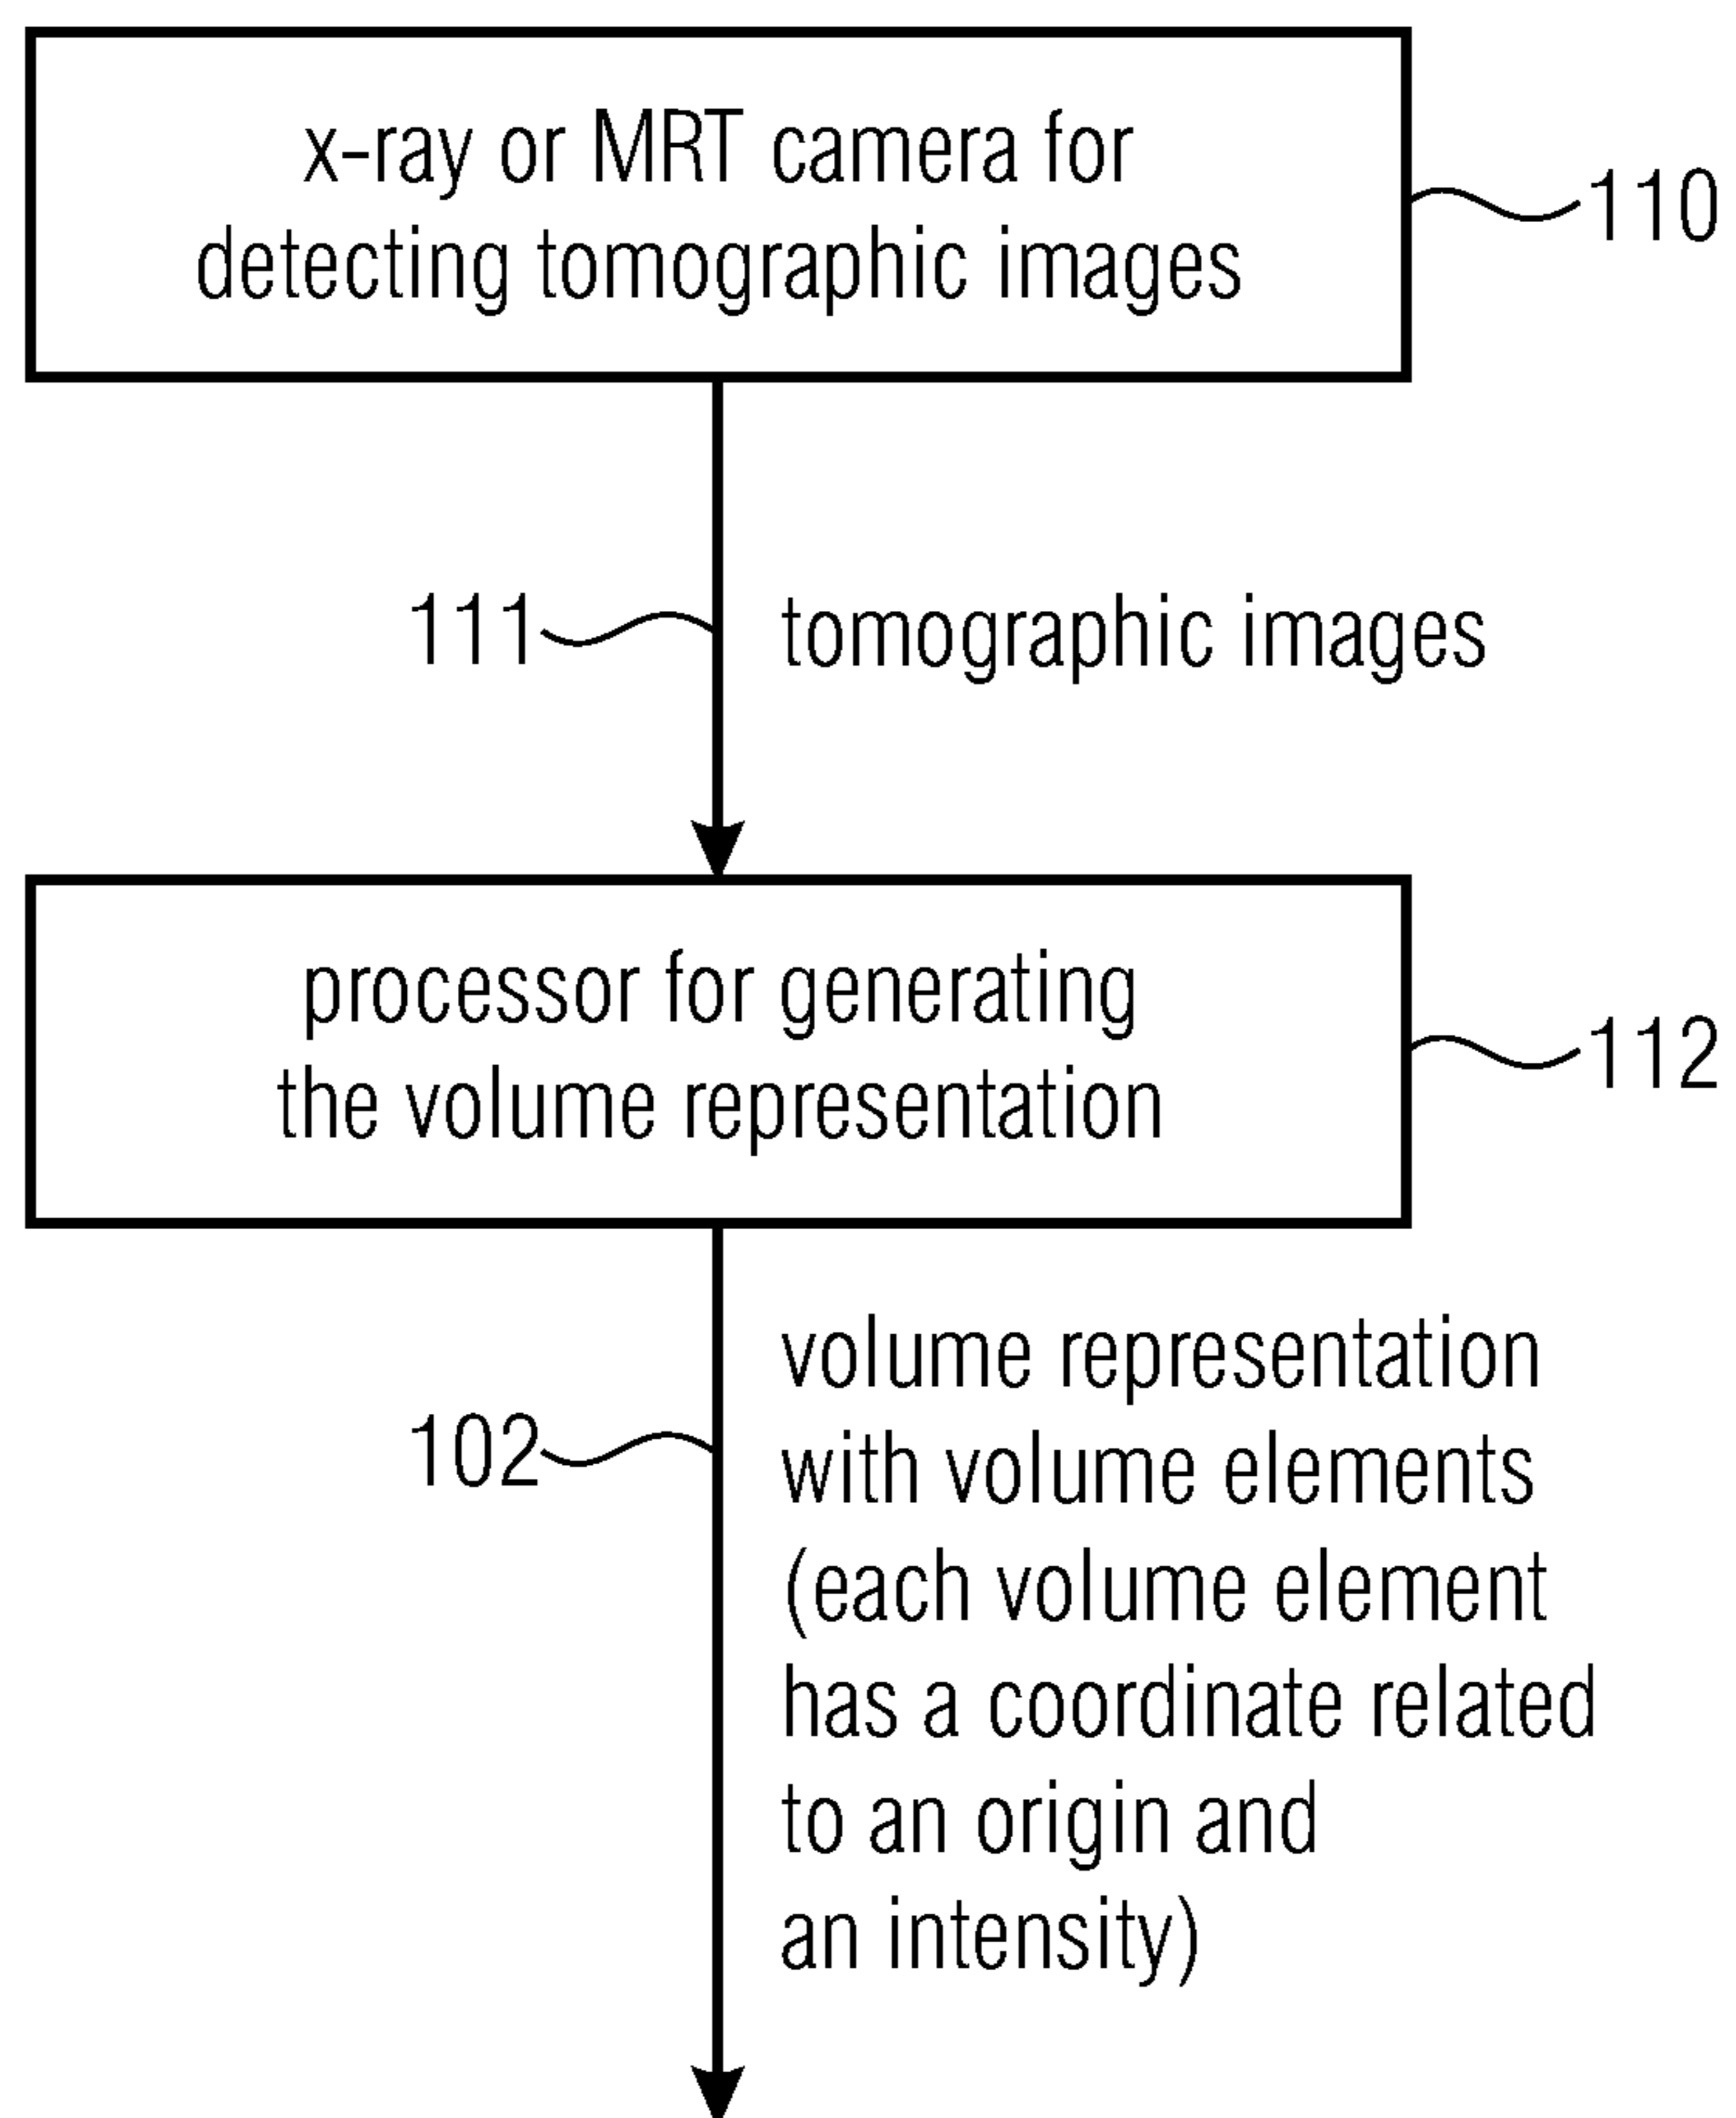 x-ray or MRT camera for
detecting tomographic images
110
111
tomographic images
processor for generating
the volume representation
112
102
volume representation
with volume elements
(each volume element
has a coordinate related
to an origin and
an intensity)